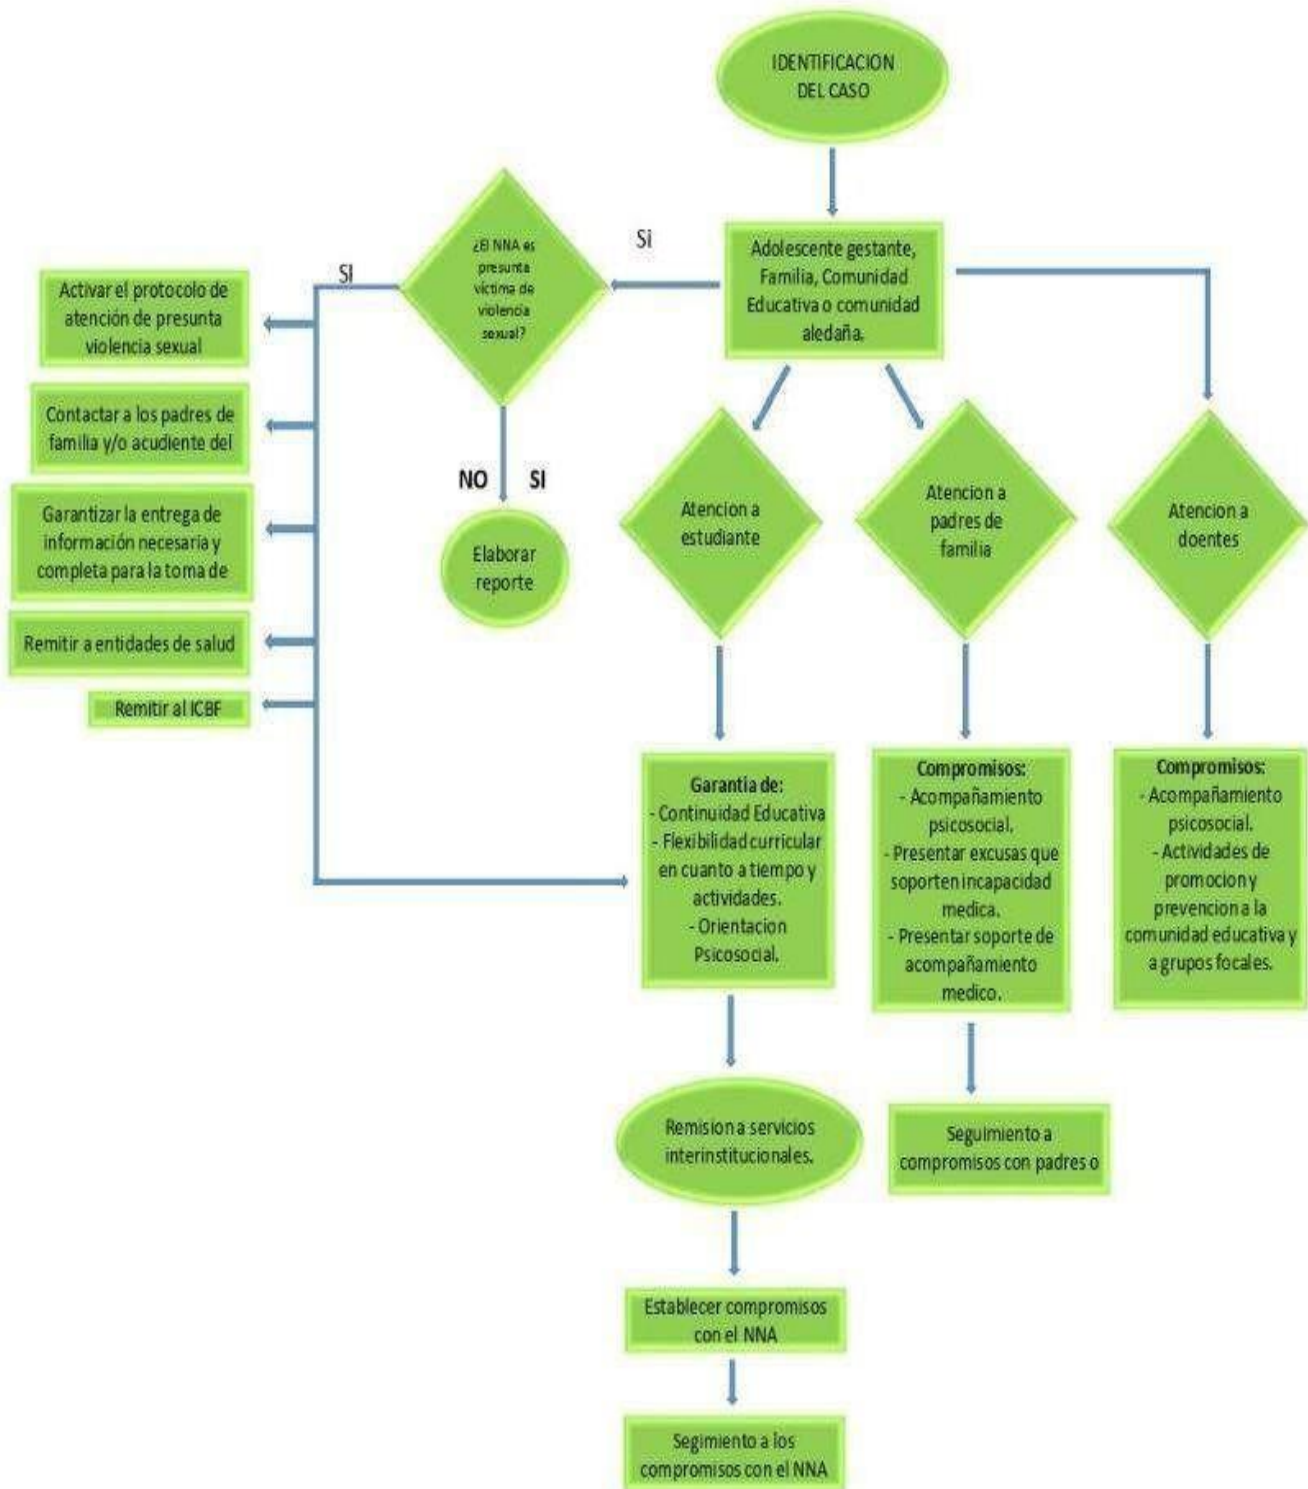 IDENTIFICACION
DEL CASO
Si
Adolescente gestante,
Familia, Comunidad
Educativa o comunidad
aledaña.
¿El NNA es
presunta
víctima de
violencia
sexual?
SI
Activar el protocolo de
atención de presunta
violencia sexual
Contactar a los padres de
familia y/o acudiente del
Garantizar la entrega de
información necesaria y
completa para la toma de
Remitir a entidades de salud
Remitir al ICBF
NO SI
Elaborar
reporte
Atencion a
estudiante
Atencion a
padres de
familia
Atencion a
doentes
Garantia de:
- Continuidad Educativa
- Flexibilidad curricular
en cuanto a tiempo y
actividades.
- Orientacion
Psicosocial.
Compromisos:
- Acompañamiento
psicosocial.
- Presentar excusas que
soporten incapacidad
medica.
- Presentar soporte de
acompañamiento
medico.
Compromisos:
- Acompañamiento
psicosocial.
- Actividades de
promocion y
prevencion a la
comunidad educativa y
a grupos focales.
Remision a servicios
interinstitucionales.
Seguimiento a
compromisos con padres o
Establecer compromisos
con el NNA
Segimiento a los
compromisos con el NNA